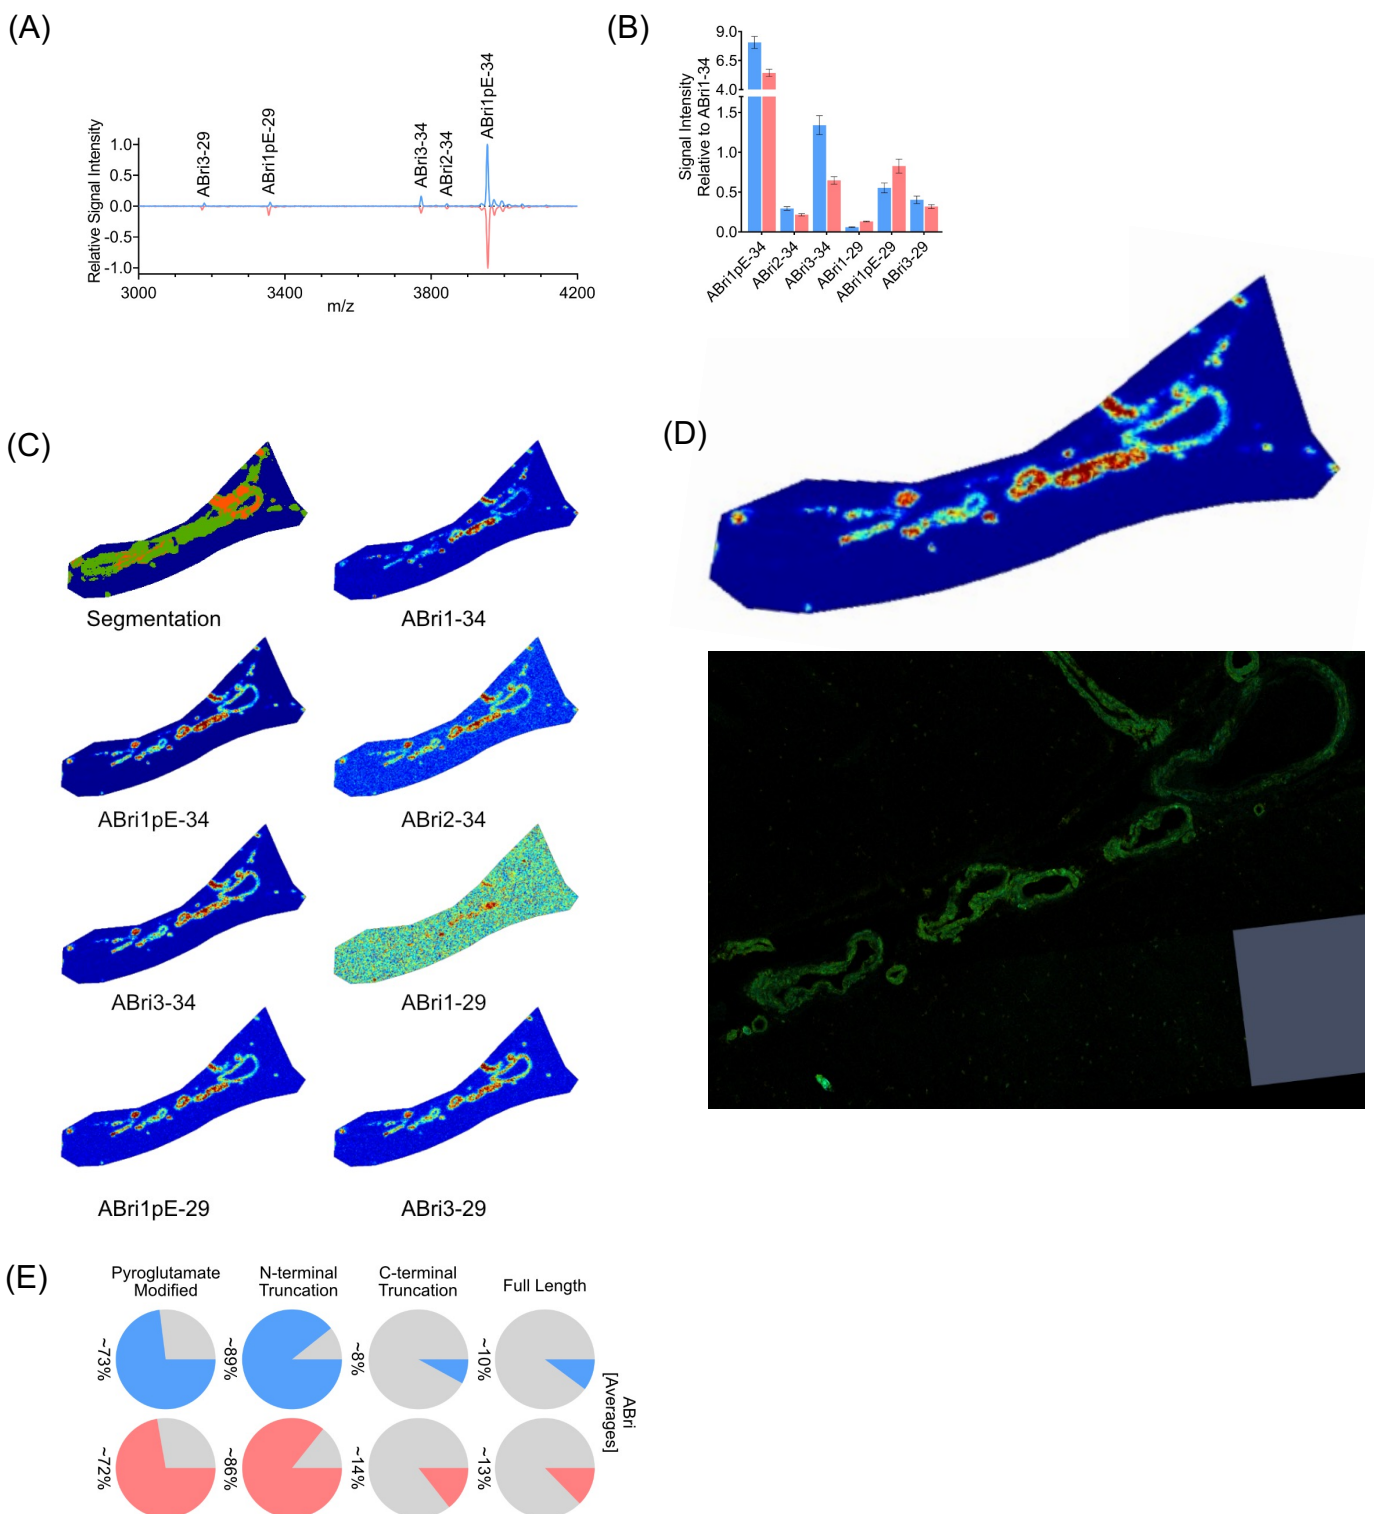 (A)
Relative Signal Intensity
1.0
0.5
0.0
-0.5
-1.0
ABri3-29
ABri1pE-29
ABri3-34
ABri2-34
ABri1pE-34
3000
3400
3800
4200
m/z
(B)
Signal Intensity
Relative to ABri1-34
9.0
6.5
4.0
1.5
1.0
0.5
0.0
ABri1pE-34
ABri2-34
ABri3-34
ABri1-29
ABri1pE-29
ABri3-29
(C)
Segmentation
ABri1-34
ABri1pE-34
ABri2-34
ABri3-34
ABri1-29
ABri1pE-29
ABri3-29
(D)
(E)
Pyroglutamate
Modified
N-terminal
Truncation
C-terminal
Truncation
Full Length
~73%
~89%
~8%
~10%
~72%
~86%
~14%
~13%
ABri
[Averages]